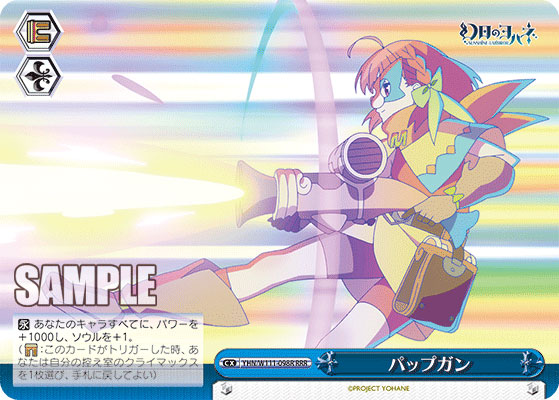 永 あなたのキャラすべてに、パワーを
+1000し、ソウルを+1。
( :このカードがトリガーした時、あ
なたは自分の控え室のクライマックス
を1枚選び、手札に戻してよい)
SAMPLE
幻日のヨハネ
CX
パップガン
©PROJECT YOHANE